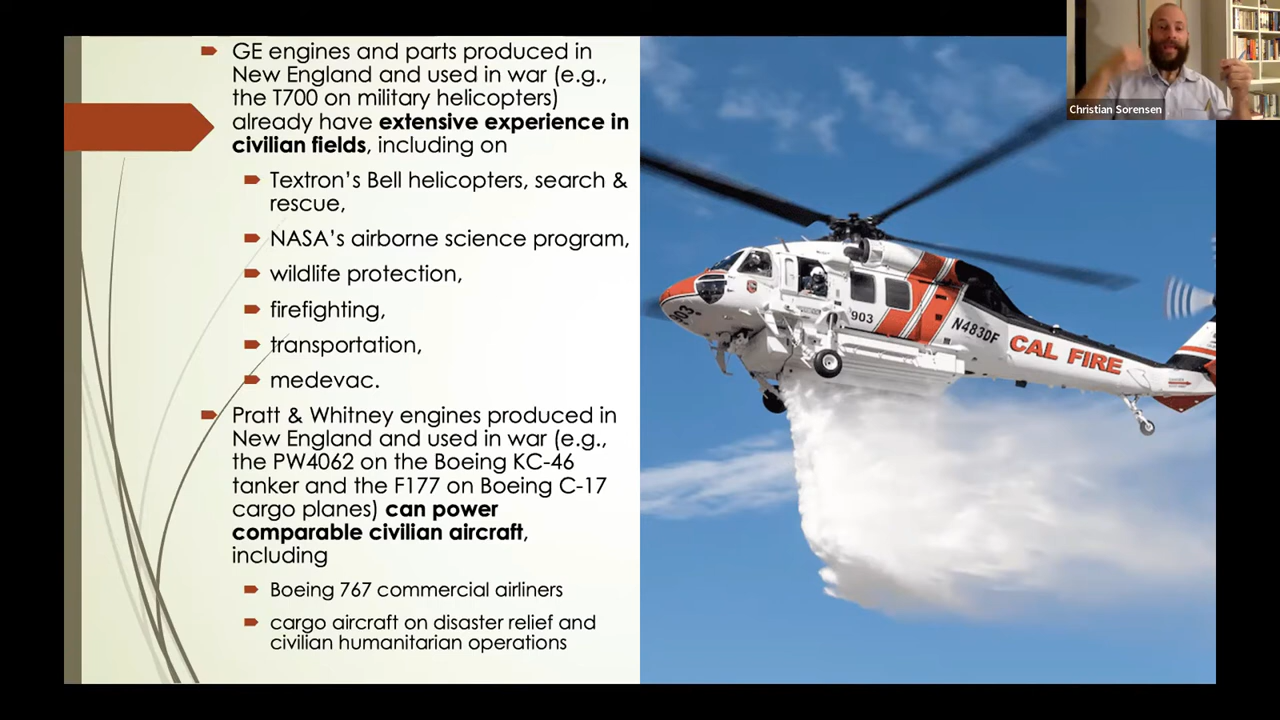 GE engines and parts produced in
New England and used in war (e.g.,
the T700 on military helicopters)
already have extensive experience in
civilian fields, including on
Textron's Bell helicopters, search &
rescue,
NASA's airborne science program,
wildlife protection,
firefighting,
transportation,
medevac.
Pratt & Whitney engines produced in
New England and used in war (e.g.,
the PW4062 on the Boeing KC-46
tanker and the F177 on Boeing C-17
cargo planes) can power
comparable civilian aircraft,
including
Boeing 767 commercial airliners
cargo aircraft on disaster relief and
civilian humanitarian operations
903
903
N483DF
CAL FIRE
Christian Sorensen